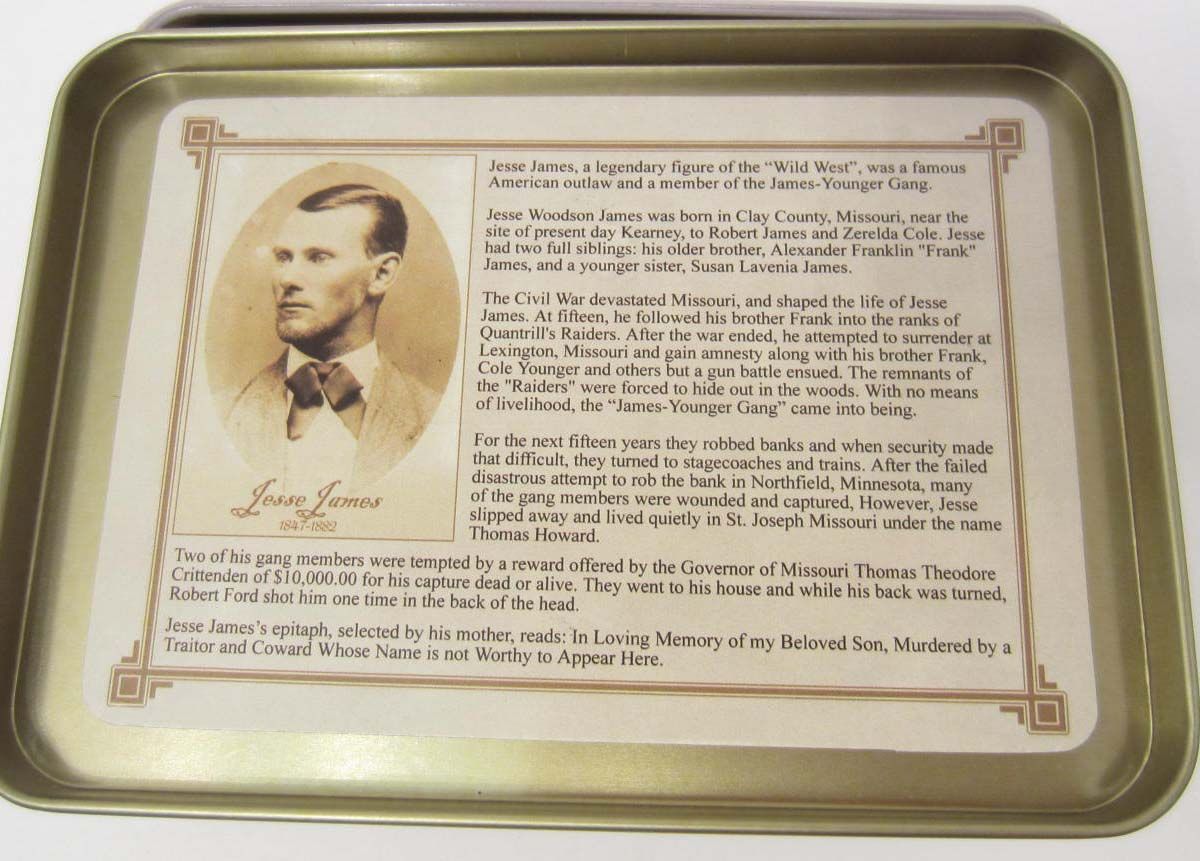 Jesse James, a legendary figure of the “Wild West”, was a famous
American outlaw and a member of the James-Younger Gang.
Jesse Woodson James was born in Clay County, Missouri, near the
site of present day Kearney, to Robert James and Zerelda Cole. Jesse
had two full siblings: his older brother, Alexander Franklin "Frank"
James, and a younger sister, Susan Lavenia James.
The Civil War devastated Missouri, and shaped the life of Jesse
James. At fifteen, he followed his brother Frank into the ranks of
Quantrill's Raiders. After the war ended, he attempted to surrender at
Lexington, Missouri and gain amnesty along with his brother Frank,
Cole Younger and others but a gun battle ensued. The remnants of
the "Raiders" were forced to hide out in the woods. With no means
of livelihood, the “James-Younger Gang” came into being.
For the next fifteen years they robbed banks and when security made
that difficult, they turned to stagecoaches and trains. After the failed
disastrous attempt to rob the bank in Northfield, Minnesota, many
of the gang members were wounded and captured, However, Jesse
slipped away and lived quietly in St. Joseph Missouri under the name
Thomas Howard.
Jesse James
1847-1882
Two of his gang members were tempted by a reward offered by the Governor of Missouri Thomas Theodore
Crittenden of $10,000.00 for his capture dead or alive. They went to his house and while his back was turned,
Robert Ford shot him one time in the back of the head.
Jesse James’s epitaph, selected by his mother, reads: In Loving Memory of my Beloved Son, Murdered by a
Traitor and Coward Whose Name is not Worthy to Appear Here.